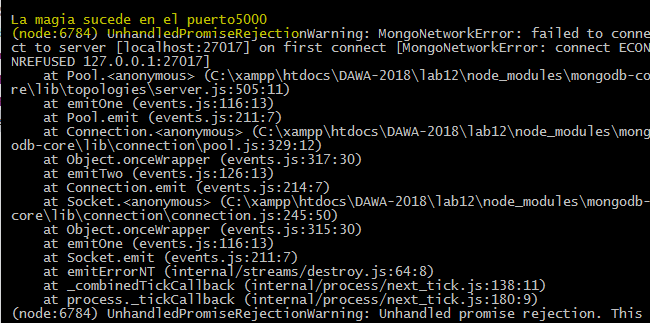 La magia sucede en el puerto5000
(node:6784) UnhandledPromiseRejectionWarning: MongoNetworkError: failed to conne
ct to server [localhost:27017] on first connect [MongoNetworkError: connect ECON
NREFUSED 127.0.0.1:27017]
    at Pool.<anonymous> (C:\xampp\htdocs\DAWA-2018\lab12\node_modules\mongodb-co
re\lib\topologies\server.js:505:11)
    at emitOne (events.js:116:13)
    at Pool.emit (events.js:211:7)
    at Connection.<anonymous> (C:\xampp\htdocs\DAWA-2018\lab12\node_modules\mong
odb-core\lib\connection\pool.js:329:12)
    at Object.onceWrapper (events.js:317:30)
    at emitTwo (events.js:126:13)
    at Connection.emit (events.js:214:7)
    at Socket.<anonymous> (C:\xampp\htdocs\DAWA-2018\lab12\node_modules\mongodb-
core\lib\connection\connection.js:245:50)
    at Object.onceWrapper (events.js:315:30)
    at emitOne (events.js:116:13)
    at Socket.emit (events.js:211:7)
    at emitErrorNT (internal/streams/destroy.js:64:8)
    at _combinedTickCallback (internal/process/next_tick.js:138:11)
    at process._tickCallback (internal/process/next_tick.js:180:9)
(node:6784) UnhandledPromiseRejectionWarning: Unhandled promise rejection. This